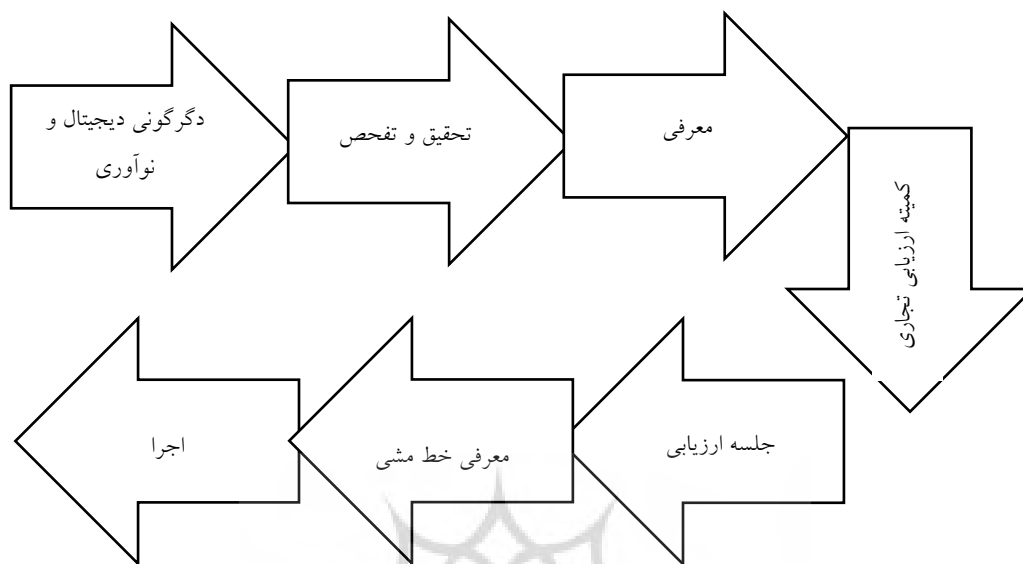 دگرگونی دیجیتال و
نوآوری
تحقیق و تفحص
معرفی
کمیته ارزیابی تجاری
جلسه ارزیابی
معرفی خط مشی
اجرا